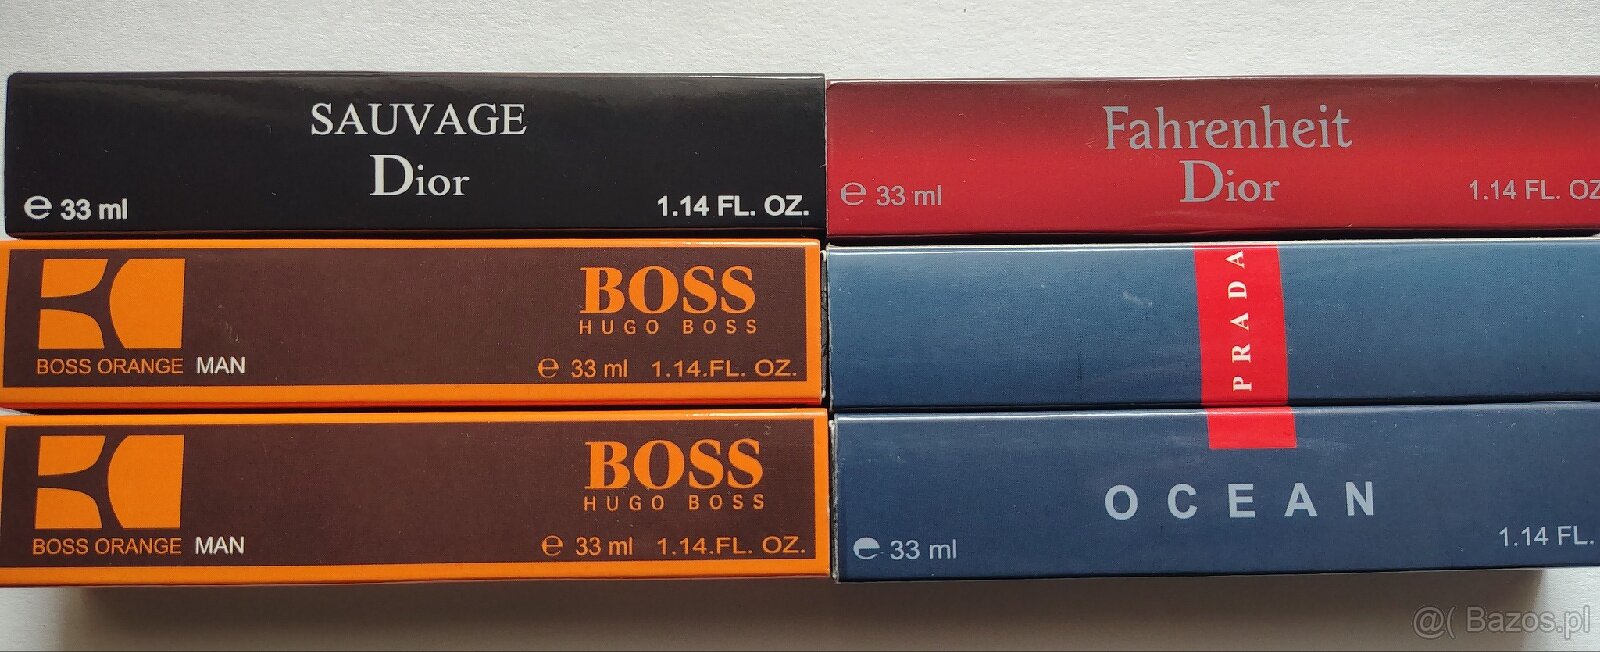 SAUVAGE
Dior
℮ 33 ml 1.14 FL. OZ.
Fahrenheit
Dior
℮ 33 ml 1.14 FL. OZ
BOSS
HUGO BOSS
BOSS ORANGE MAN ℮ 33 ml 1.14.FL. OZ.
PRADA
BOSS
HUGO BOSS
BOSS ORANGE MAN ℮ 33 ml 1.14.FL. OZ.
OCEAN
℮ 33 ml 1.14 FL.
@( Bazos.pl